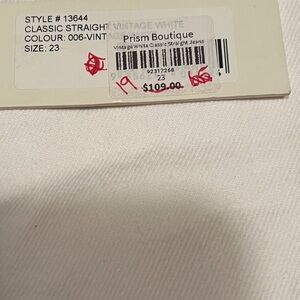 STYLE # 13644
CLASSIC STRAIGHT VINTAGE WHITE
COLOUR: 006-VINT
SIZE: 23
Prism Boutique
Vintage White Classic Straight Jeans
92317268
23
$109.00
19